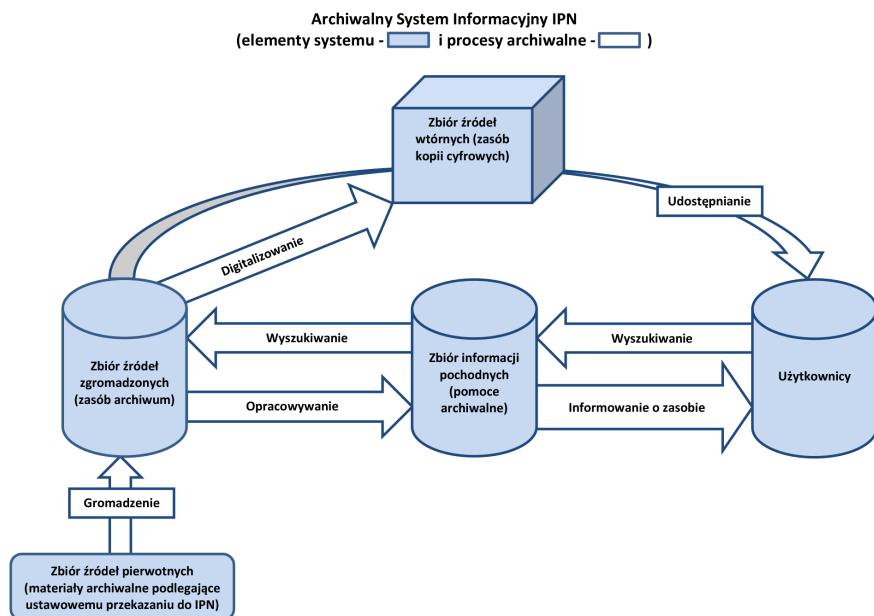 Archiwalny System Informacyjny IPN
(elementy systemu - i procesy archiwalne - )
Zbiór źródeł
wtórnych (zasób
kopii cyfrowych)
Udostępnianie
Digitalizowanie
Zbiór źródeł
zgromadzonych
(zasób archiwum)
Wyszukiwanie
Opracowywanie
Zbiór informacji
pochodnych
(pomoce
archiwalne)
Wyszukiwanie
Informowanie o zasobie
Użytkownicy
Gromadzenie
Zbiór źródeł pierwotnych
(materiały archiwalne podlegające
ustawowemu przekazaniu do IPN)